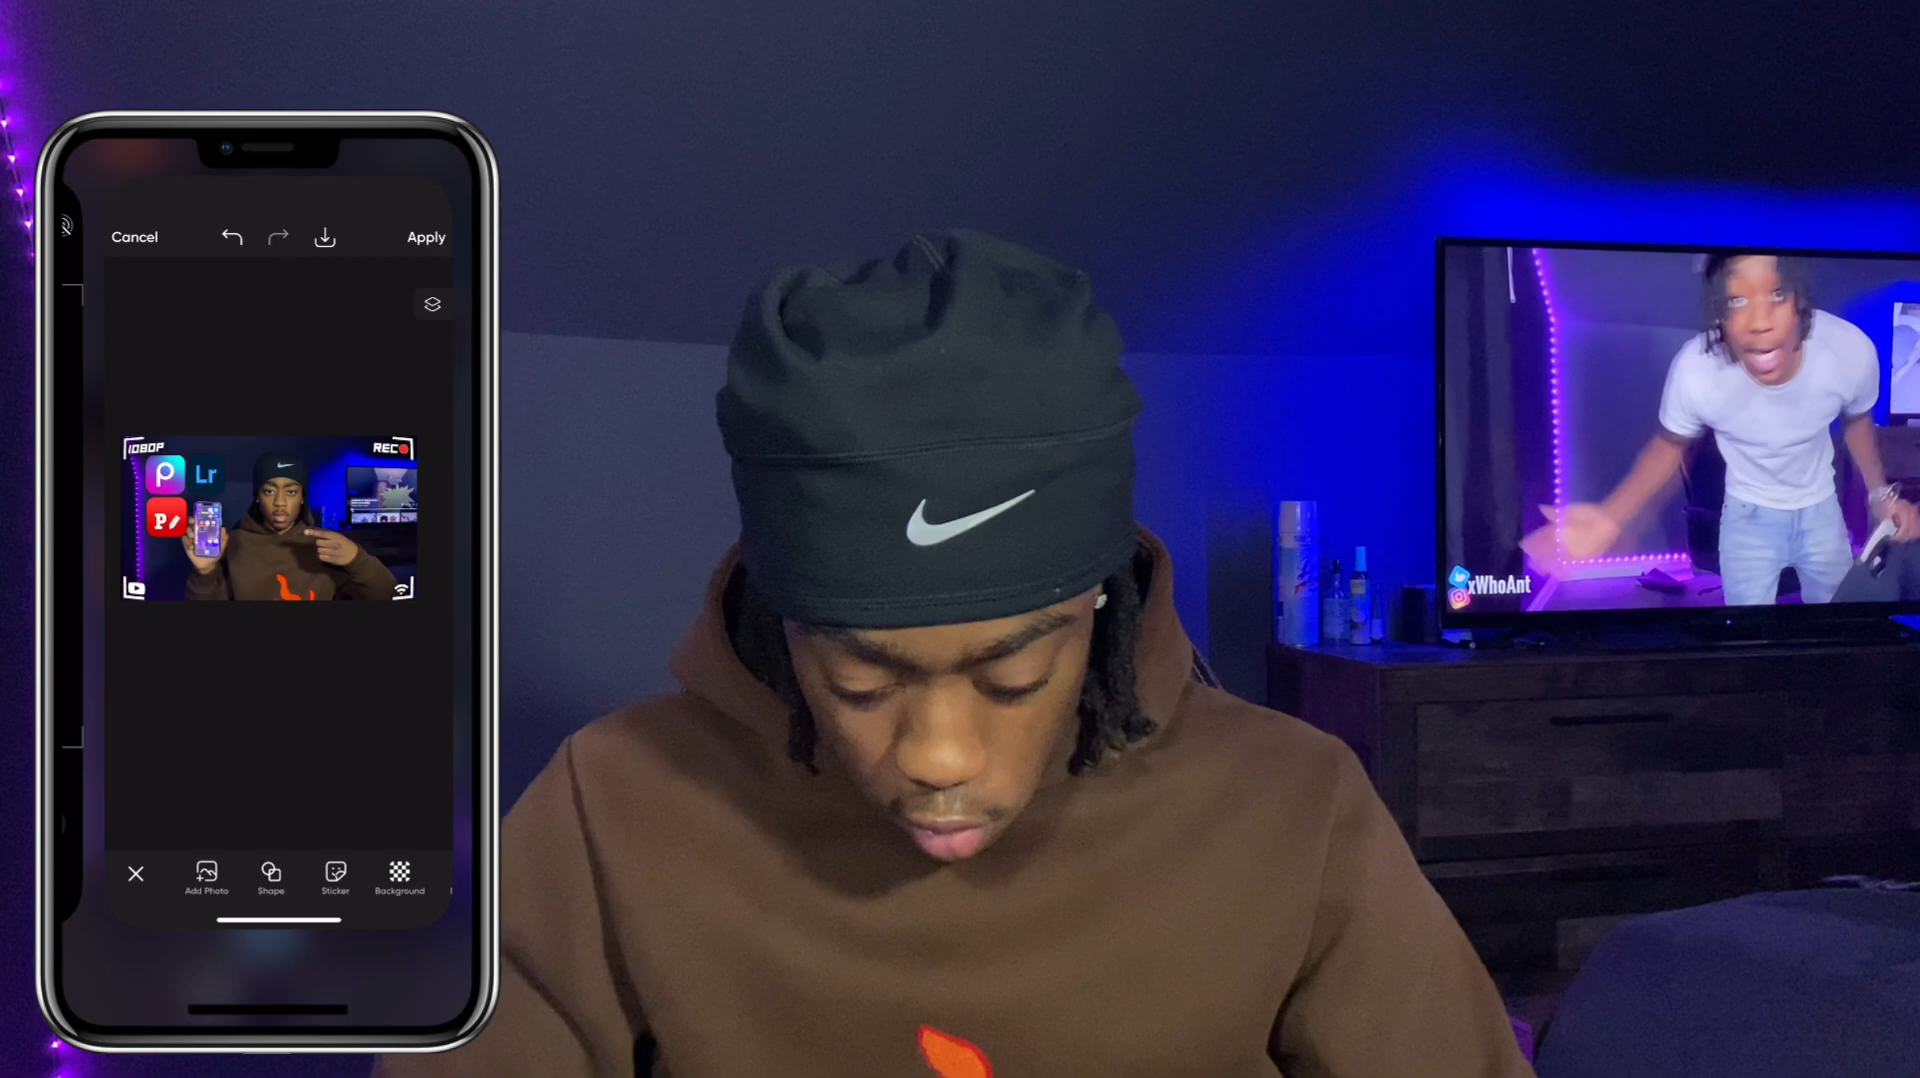 Cancel
Apply
1080P
REC
Lr
P
Add Photo
Shape
Sticker
Background
xWhoAnt